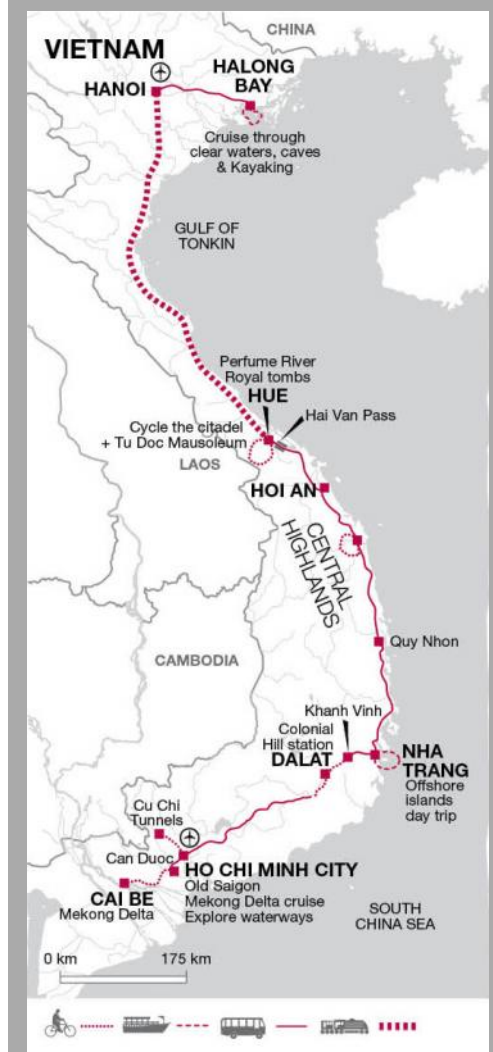 CHINA
VIETNAM
HALONG
BAY
HANOI
Cruise through
clear waters, caves
& Kayaking
GULF OF
TONKIN
Perfume River
Royal tombs
HUE
Hai Van Pass
Cycle the citadel
+ Tu Doc Mausoleum
LAOS
HOI AN
CENTRAL
HIGHLANDS
Quy Nhon
CAMBODIA
Khanh Vinh
Colonial
Hill station
DALAT
NHA
TRANG
Offshore
islands
day trip
Cu Chi
Tunnels
Can Duoc
HO CHI MINH CITY
Old Saigon
Mekong Delta cruise
Explore waterways
CAI BE
Mekong Delta
SOUTH
CHINA SEA
0 km 175 km